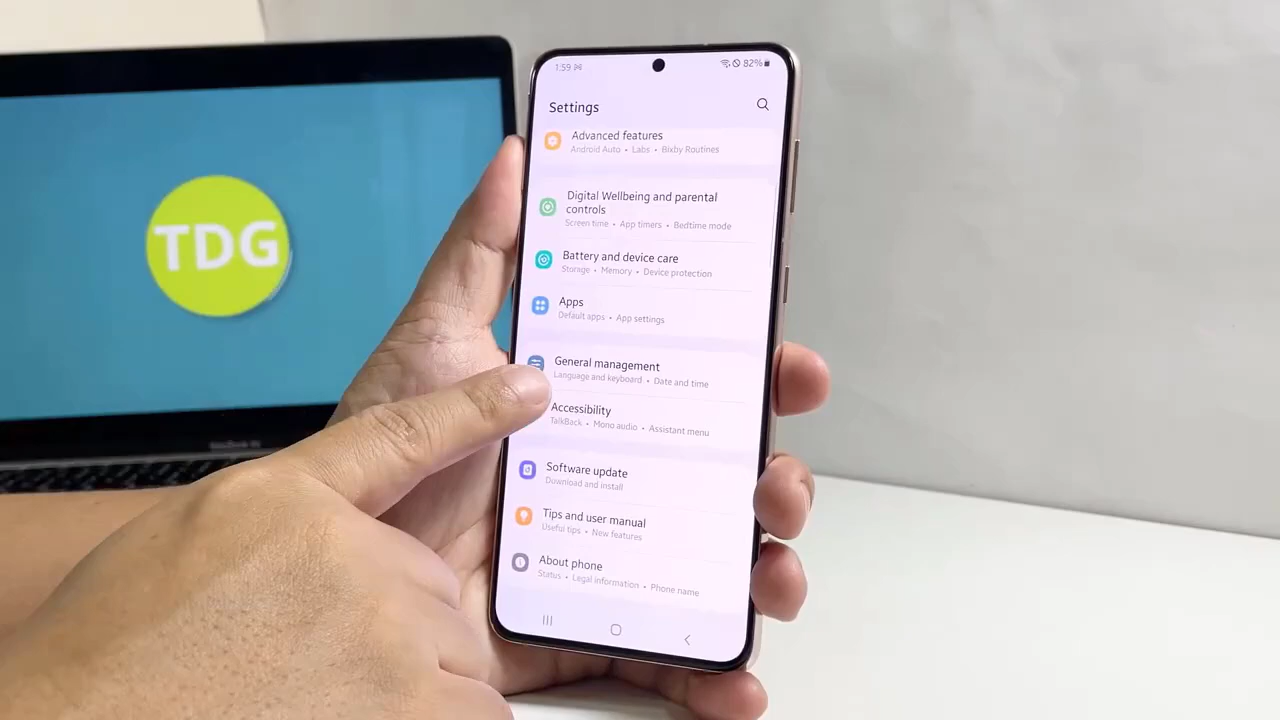 TDG
1:59
82%
Settings
Advanced features
Android Auto • Labs • Bixby Routines
Digital Wellbeing and parental
controls
Screen time • App timers • Bedtime mode
Battery and device care
Storage • Memory • Device protection
Apps
Default apps • App settings
General management
Language and keyboard • Date and time
Accessibility
TalkBack • Mono audio • Assistant menu
Software update
Download and install
Tips and user manual
Useful tips • New features
About phone
Status • Legal information • Phone name